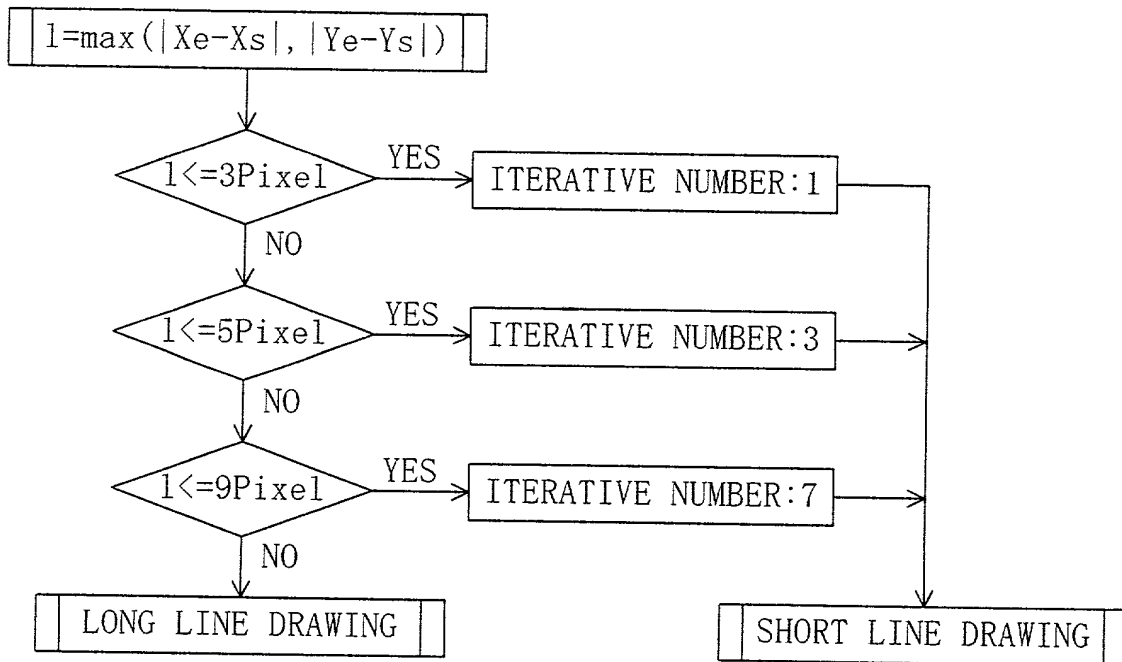 l=max(|Xe-Xs|,|Ye-Ys|)
l<=3Pixel
YES
ITERATIVE NUMBER:1
NO
l<=5Pixel
YES
ITERATIVE NUMBER:3
NO
l<=9Pixel
YES
ITERATIVE NUMBER:7
NO
LONG LINE DRAWING
SHORT LINE DRAWING